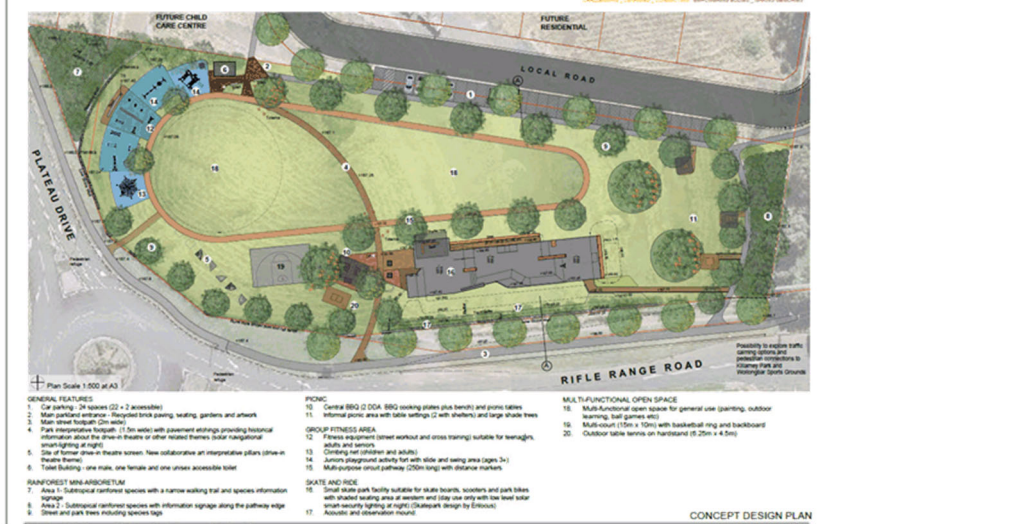 FUTURE CHILD
CARE CENTRE
FUTURE
RESIDENTIAL
LOCAL ROAD
PLATEAU DRIVE
RIFLE RANGE ROAD
Pedestrian
refuge
Pedestrian
refuge
Possibility to explore traffic
calming options and
pedestrian connections to
Killarney Park and
Wollongbar Sports Grounds
Plan Scale 1:500 at A3
GENERAL FEATURES
1. Car parking - 24 spaces (22 + 2 accessible)
2. Main parkland entrance - Recycled brick paving, seating, gardens and artwork
3. Main street footpath (2m wide)
4. Park interpretative footpath (1.5m wide) with pavement etchings providing historical
information about the drive-in theatre or other related themes (solar navigational
smart-lighting at night)
5. Site of former drive-in theatre screen. New collaborative art interpretative pillars (drive-in
theatre theme)
6. Toilet Building - one male, one female and one unisex accessible toilet
RAINFOREST MINI-ARBORETUM
7. Area 1- Subtropical rainforest species with a narrow walking trail and species information
signage
8. Area 2 - Subtropical rainforest species with information signage along the pathway edge
9. Street and park trees including species tags
PICNIC
10. Central BBQ (2 DDA BBQ cooking plates plus bench) and picnic tables
11. Informal picnic area with table settings (2 with shelters) and large shade trees
GROUP FITNESS AREA
12. Fitness equipment (street workout and cross training) suitable for teenagers,
adults and seniors
13. Climbing net (children and adults)
14. Juniors playground activity fort with slide and swing area (ages 3+)
15. Multi-purpose circuit pathway (250m long) with distance markers
SKATE AND RIDE
16. Small skate park facility suitable for skate boards, scooters and park bikes
with shaded seating area at western end (day use only with low level solar
smart-security lighting at night) (Skatepark design by Enlocus)
17. Acoustic and observation mound
MULTI-FUNCTIONAL OPEN SPACE
18. Multi-functional open space for general use (painting, outdoor
learning, ball games etc)
19. Multi-court (15m x 10m) with basketball ring and backboard
20. Outdoor table tennis on hardstand (8.25m x 4.5m)
CONCEPT DESIGN PLAN